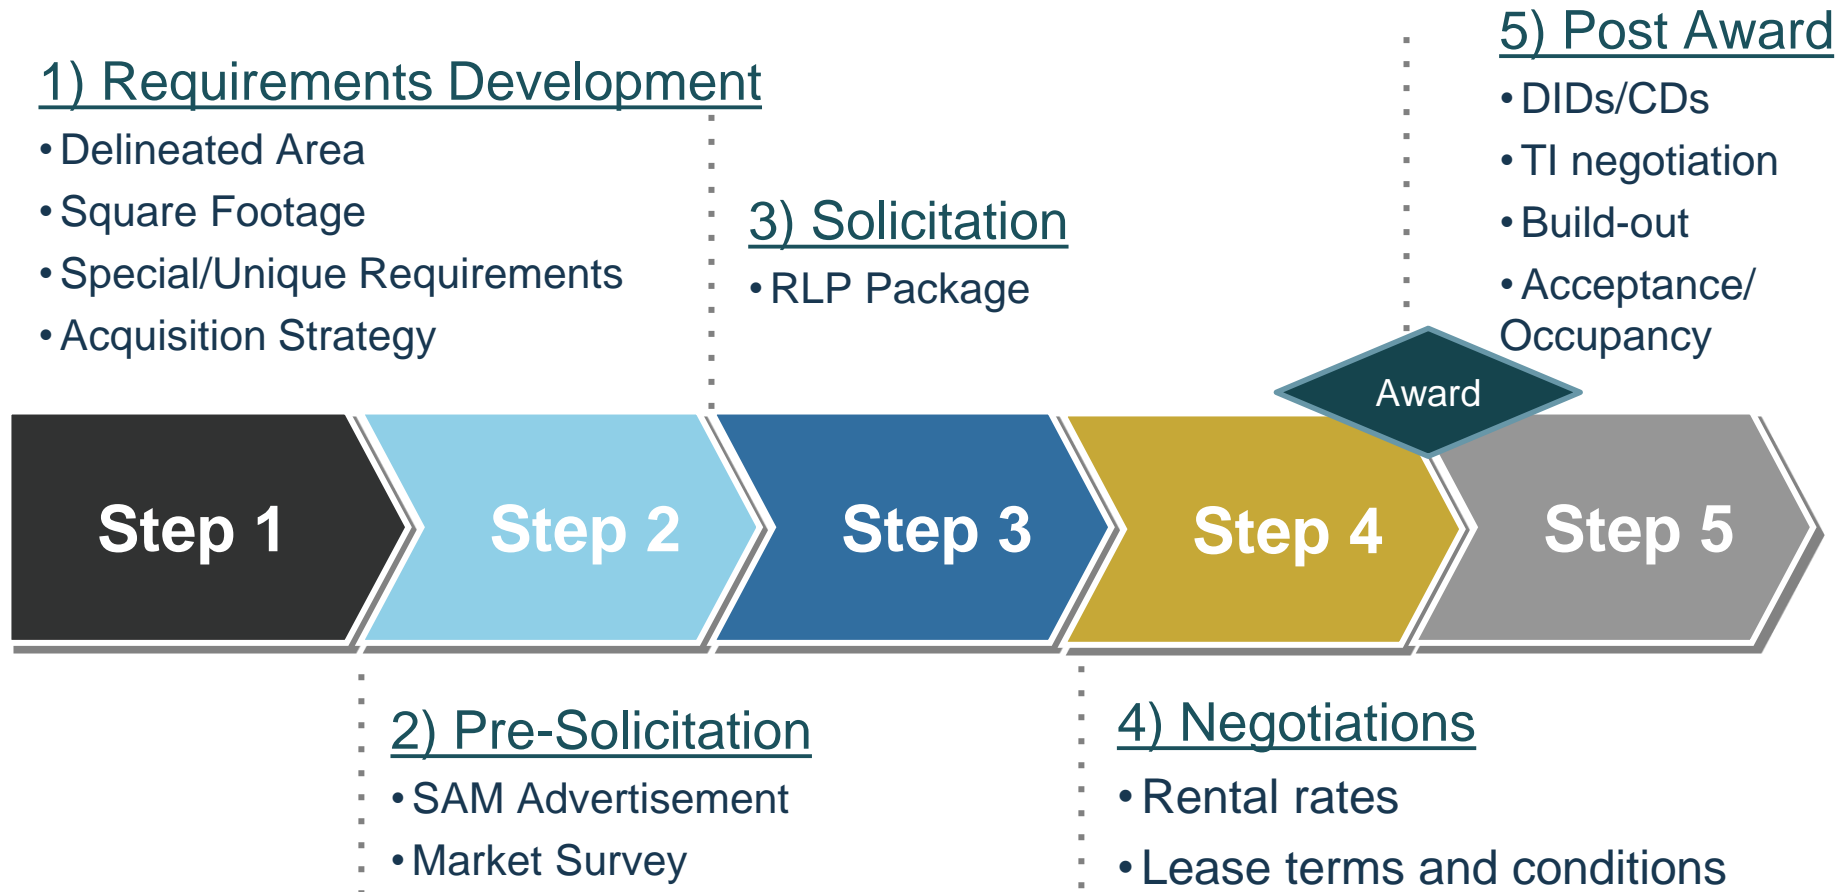 1) Requirements Development
• Delineated Area
• Square Footage
• Special/Unique Requirements
• Acquisition Strategy
3) Solicitation
• RLP Package
5) Post Award
• DIDs/CDs
• TI negotiation
• Build-out
• Acceptance/
Occupancy
Award
Step 1
Step 2
Step 3
Step 4
Step 5
2) Pre-Solicitation
• SAM Advertisement
• Market Survey
4) Negotiations
• Rental rates
• Lease terms and conditions